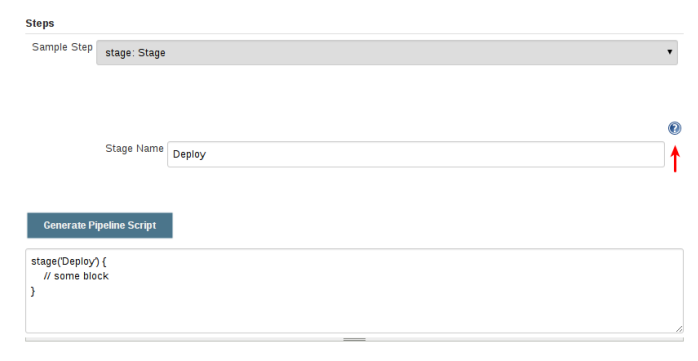 Steps
Sample Step
stage: Stage
Stage Name
Deploy
Generate Pipeline Script
stage('Deploy') {
    // some block
}